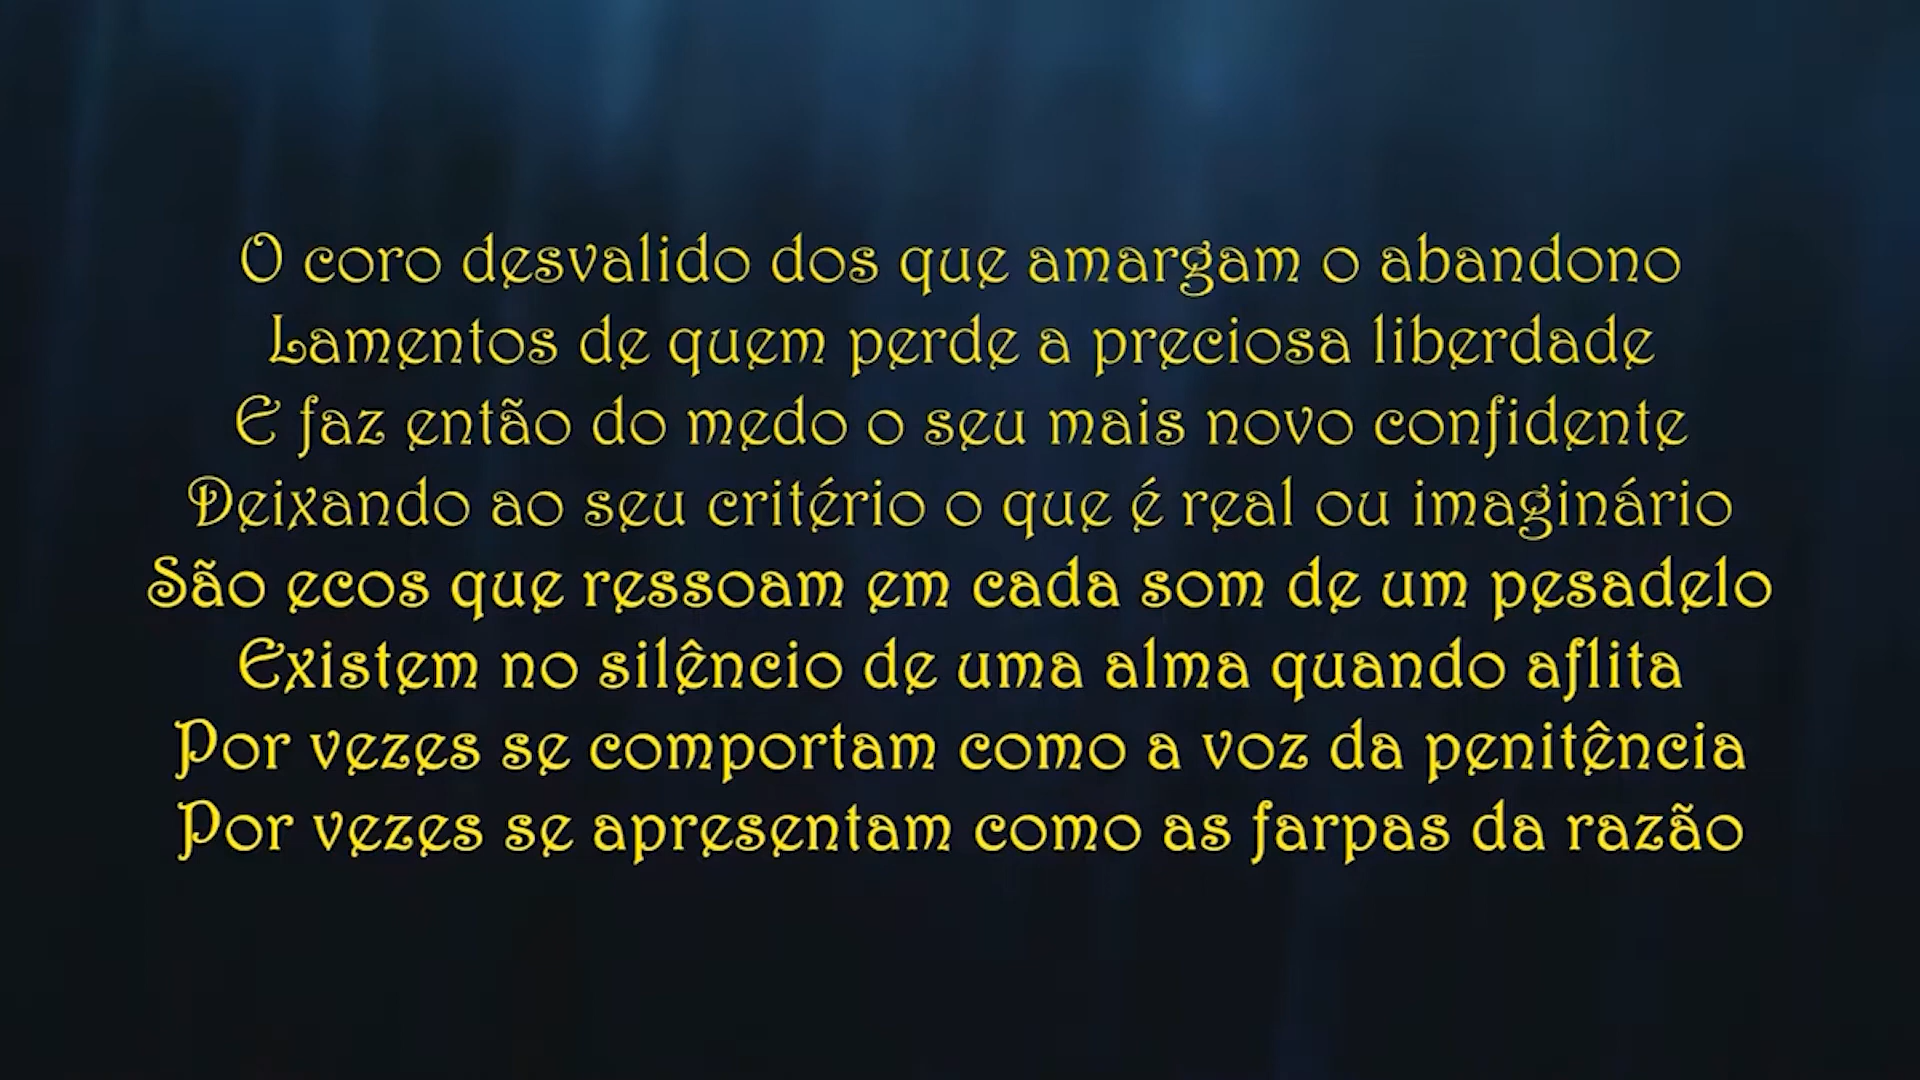 O coro desvalido dos que amargam o abandono
Lamentos de quem perde a preciosa liberdade
E faz então do medo o seu mais novo confidente
Deixando ao seu critério o que é real ou imaginário
São ecos que ressoam em cada som de um pesadelo
Existem no silêncio de uma alma quando aflita
Por vezes se comportam como a voz da penitência
Por vezes se apresentam como as farpas da razão